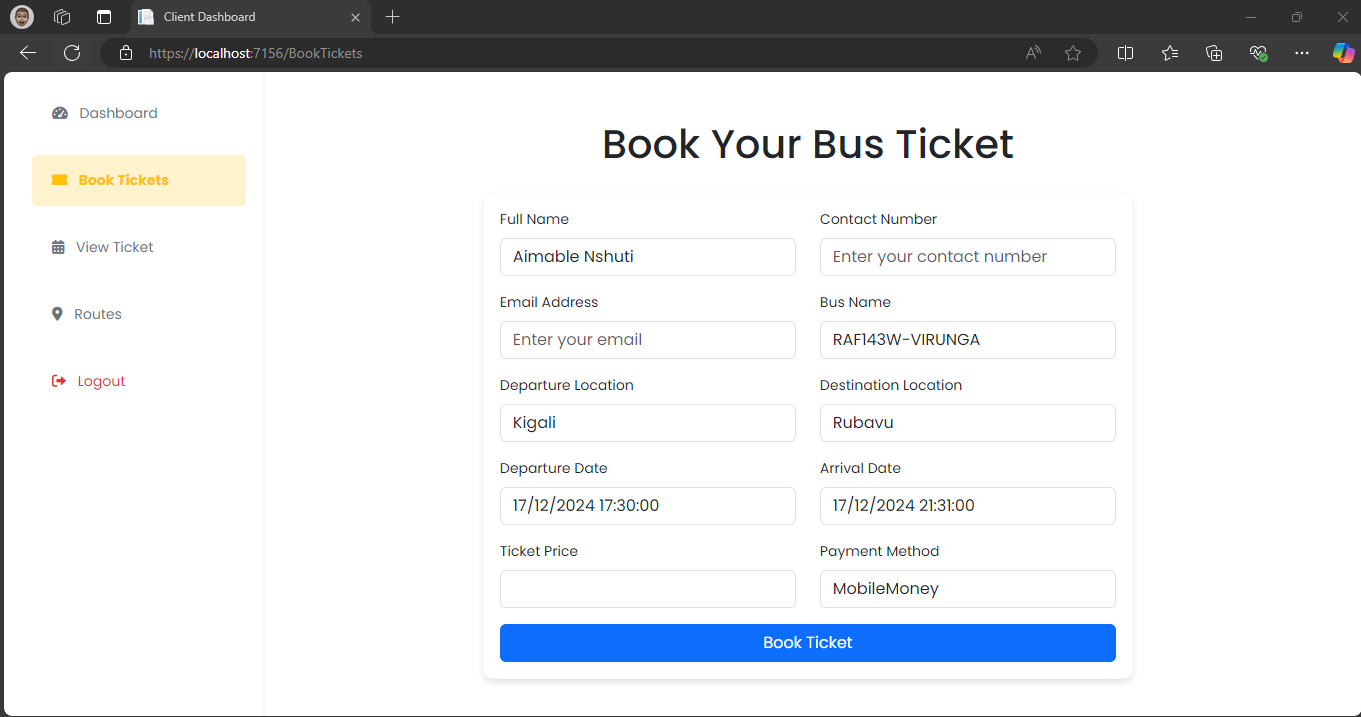 Client Dashboard
https://localhost:7156/BookTickets
Dashboard
Book Tickets
View Ticket
Routes
Logout
Book Your Bus Ticket
Full Name
Aimable Nshuti
Contact Number
Enter your contact number
Email Address
Enter your email
Bus Name
RAF143W-VIRUNGA
Departure Location
Kigali
Destination Location
Rubavu
Departure Date
17/12/2024 17:30:00
Arrival Date
17/12/2024 21:31:00
Ticket Price
Payment Method
MobileMoney
Book Ticket